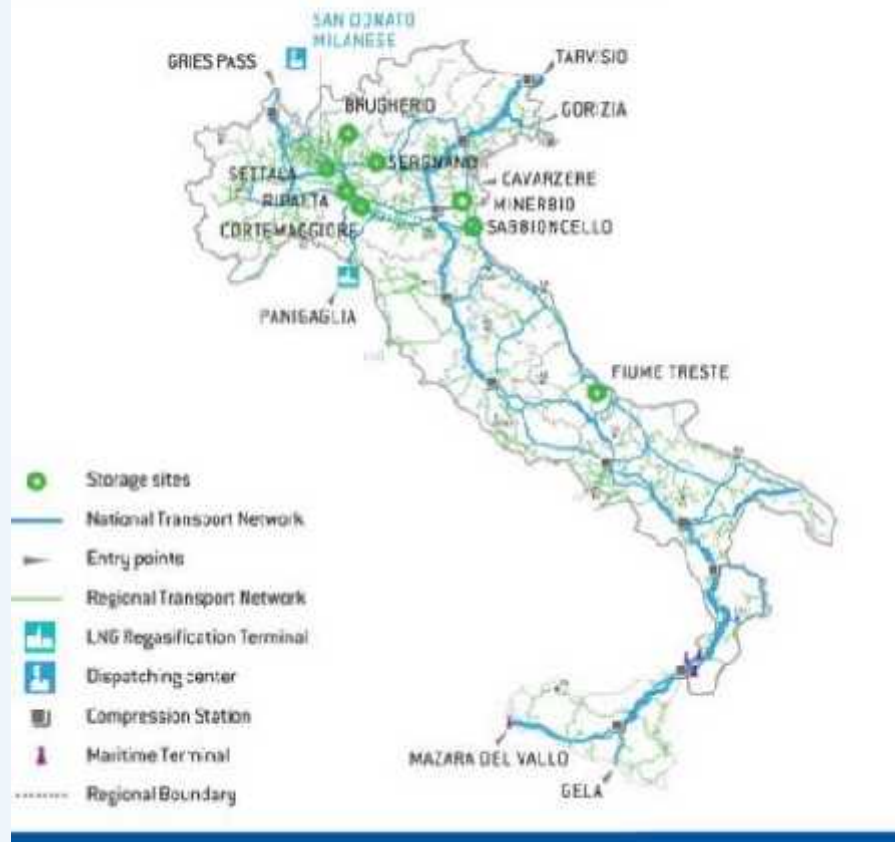 SAN DONATO
MILANESE
GRIES PASS
TARVISIO
BRUGHERIO
GORIZIA
SERGNANO
SETTALA
CAVARZERE
RIPALTA
MINERBIO
CORTEMAGGIORE
SABBIONCELLO
PANIGAGLIA
FIUME TRESTE
Storage sites
National Transport Network
Entry points
Regional Transport Network
LNG Regasification Terminal
Dispatching center
Compression Station
Maritime Terminal
Regional Boundary
MAZARA DEL VALLO
GELA